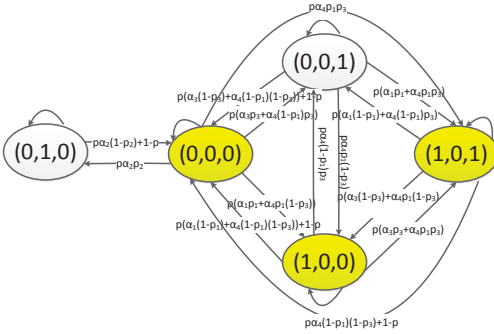 pα₄p₁p₃
(0,0,1)
p(α₃(1-p₃)+α₄(1-p₁)(1-p₃))+1-p
p(α₁p₁+α₄p₁p₃)
p(α₃p₃+α₄(1-p₁)p₃)
p(α₁(1-p₁)+α₄(1-p₁)p₃)
pα₂(1-p₂)+1-p
(0,1,0)
(0,0,0)
(1,0,1)
pα₂p₂
pα₄(1-p₁)p₃
pα₄p₁(1-p₃)
p(α₁p₁+α₄p₁(1-p₃))
p(α₃(1-p₃)+α₄p₁(1-p₃)
p(α₁(1-p₁)+α₄(1-p₁)(1-p₃))+1-p
p(α₃p₃+α₄p₁p₃)
(1,0,0)
pα₄(1-p₁)(1-p₃)+1-p